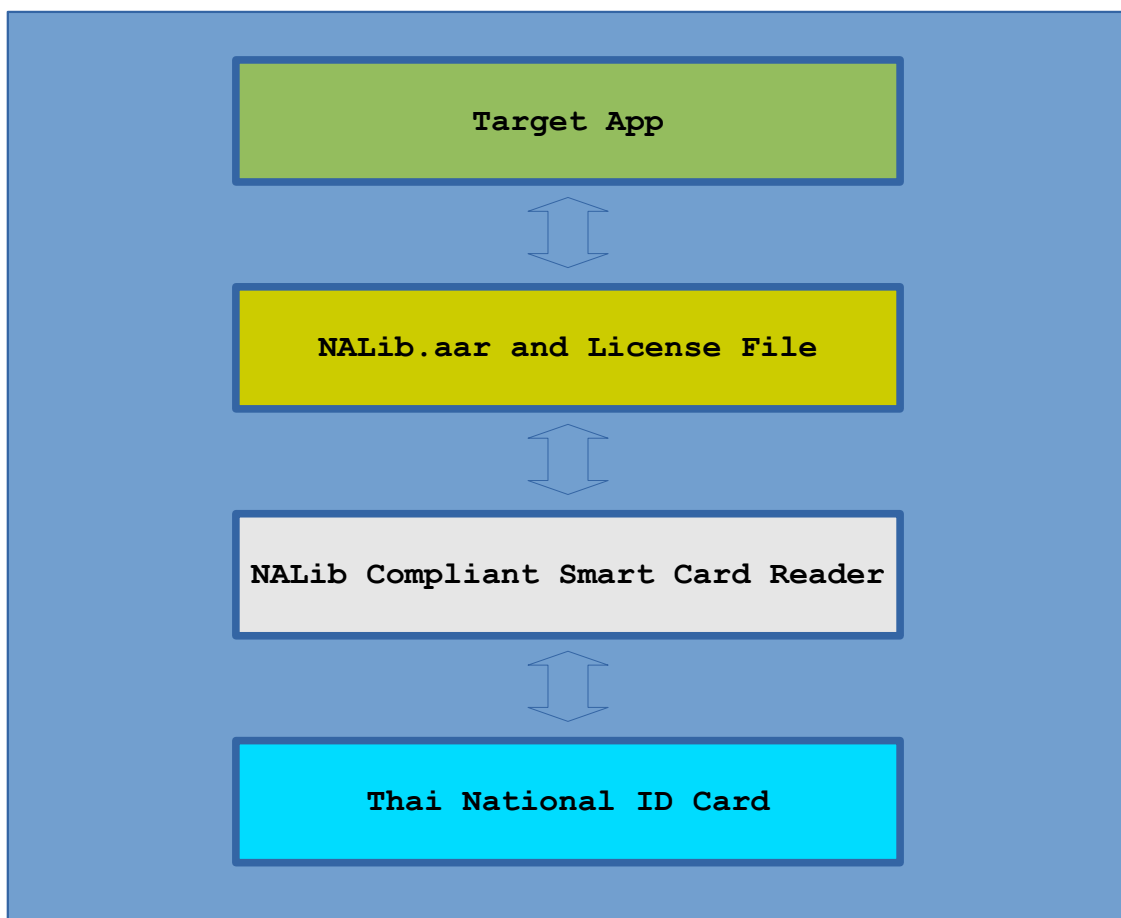 Target App
NALib.aar and License File
NALib Compliant Smart Card Reader
Thai National ID Card